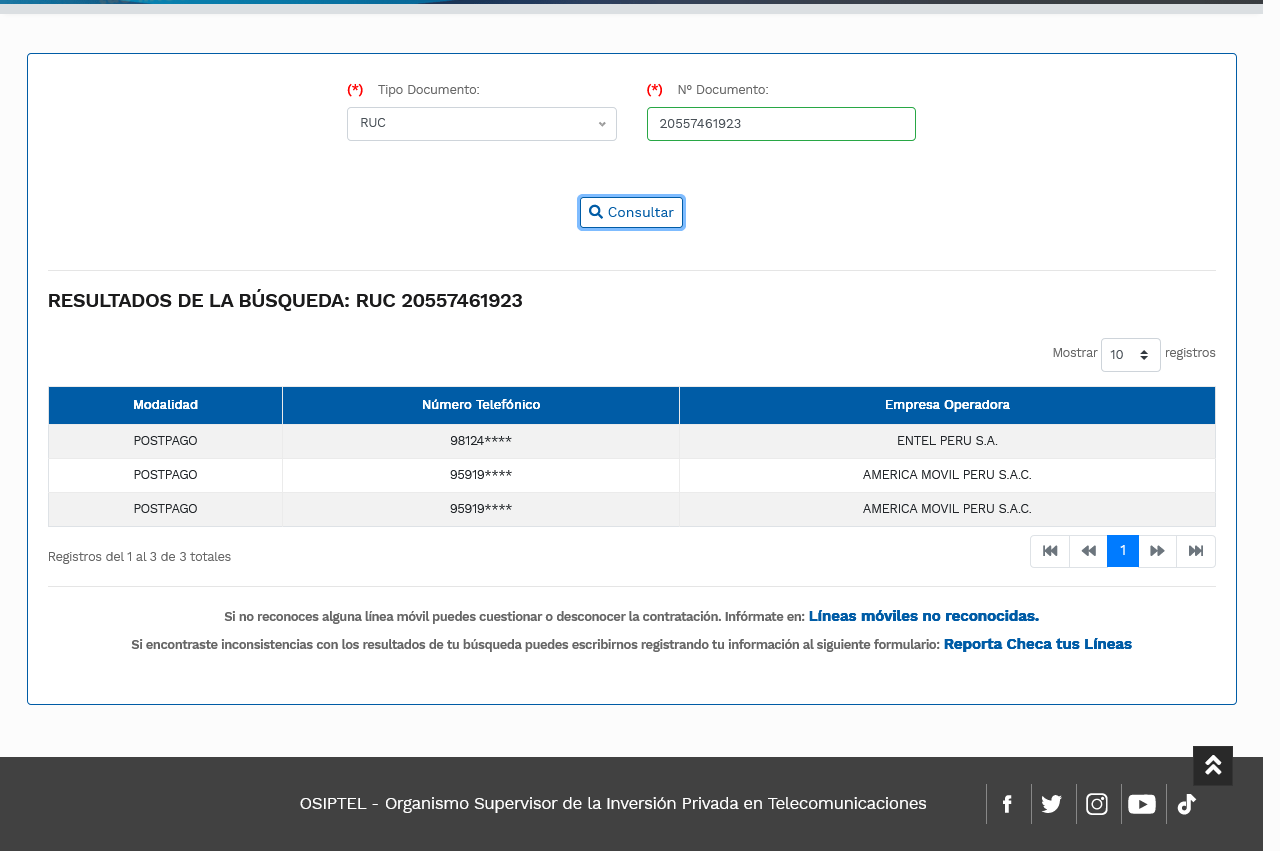 (*) Tipo Documento: (*) Nº Documento:
RUC 20557461923
Consultar
RESULTADOS DE LA BÚSQUEDA: RUC 20557461923
Mostrar 10 registros
Modalidad Número Telefónico Empresa Operadora
POSTPAGO 98124**** ENTEL PERU S.A.
POSTPAGO 95919**** AMERICA MOVIL PERU S.A.C.
POSTPAGO 95919**** AMERICA MOVIL PERU S.A.C.
Registros del 1 al 3 de 3 totales 1
Si no reconoces alguna línea móvil puedes cuestionar o desconocer la contratación. Infórmate en: Líneas móviles no reconocidas.
Si encontraste inconsistencias con los resultados de tu búsqueda puedes escribirnos registrando tu información al siguiente formulario: Reporta Checa tus Líneas
OSIPTEL - Organismo Supervisor de la Inversión Privada en Telecomunicaciones